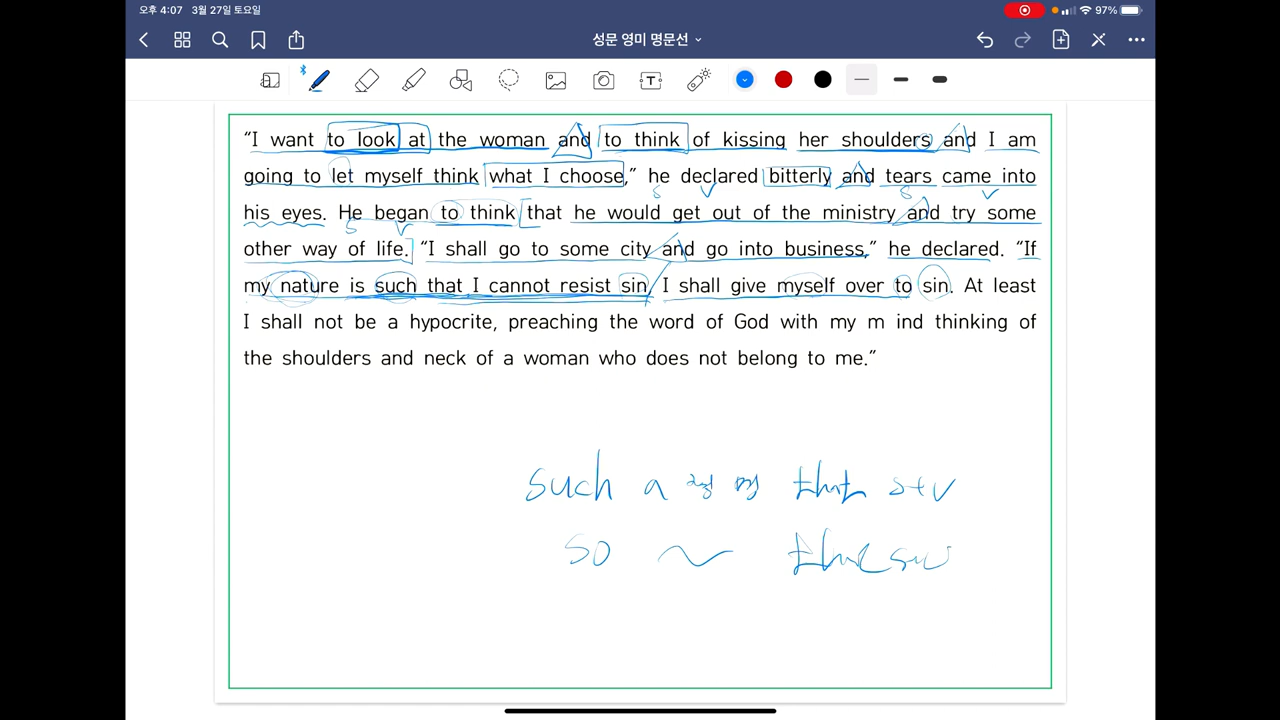 오후 4:07 3월 27일 토요일 97%
성문 영미 명문선
“I want to look at the woman and to think of kissing her shoulders and I am
going to let myself think what I choose,” he declared bitterly and tears came into
his eyes. He began to think that he would get out of the ministry and try some
other way of life. “I shall go to some city and go into business,” he declared. “If
my nature is such that I cannot resist sin, I shall give myself over to sin. At least
I shall not be a hypocrite, preaching the word of God with my m ind thinking of
the shoulders and neck of a woman who does not belong to me.”
such a 형 명 that s+v
so that sv